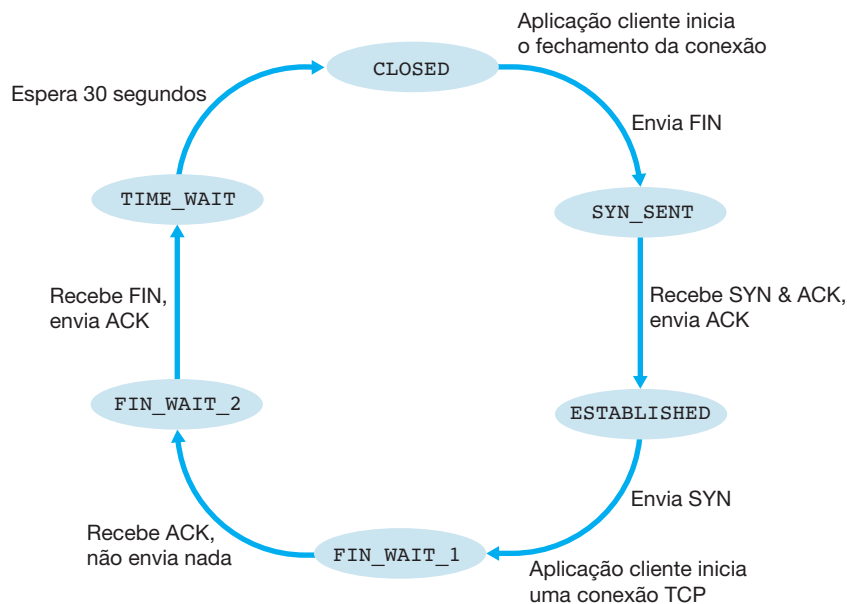 Aplicação cliente inicia
o fechamento da conexão
CLOSED
Espera 30 segundos
Envia FIN
TIME_WAIT
SYN_SENT
Recebe FIN,
envia ACK
Recebe SYN & ACK,
envia ACK
FIN_WAIT_2
ESTABLISHED
Envia SYN
Recebe ACK,
não envia nada
FIN_WAIT_1
Aplicação cliente inicia
uma conexão TCP